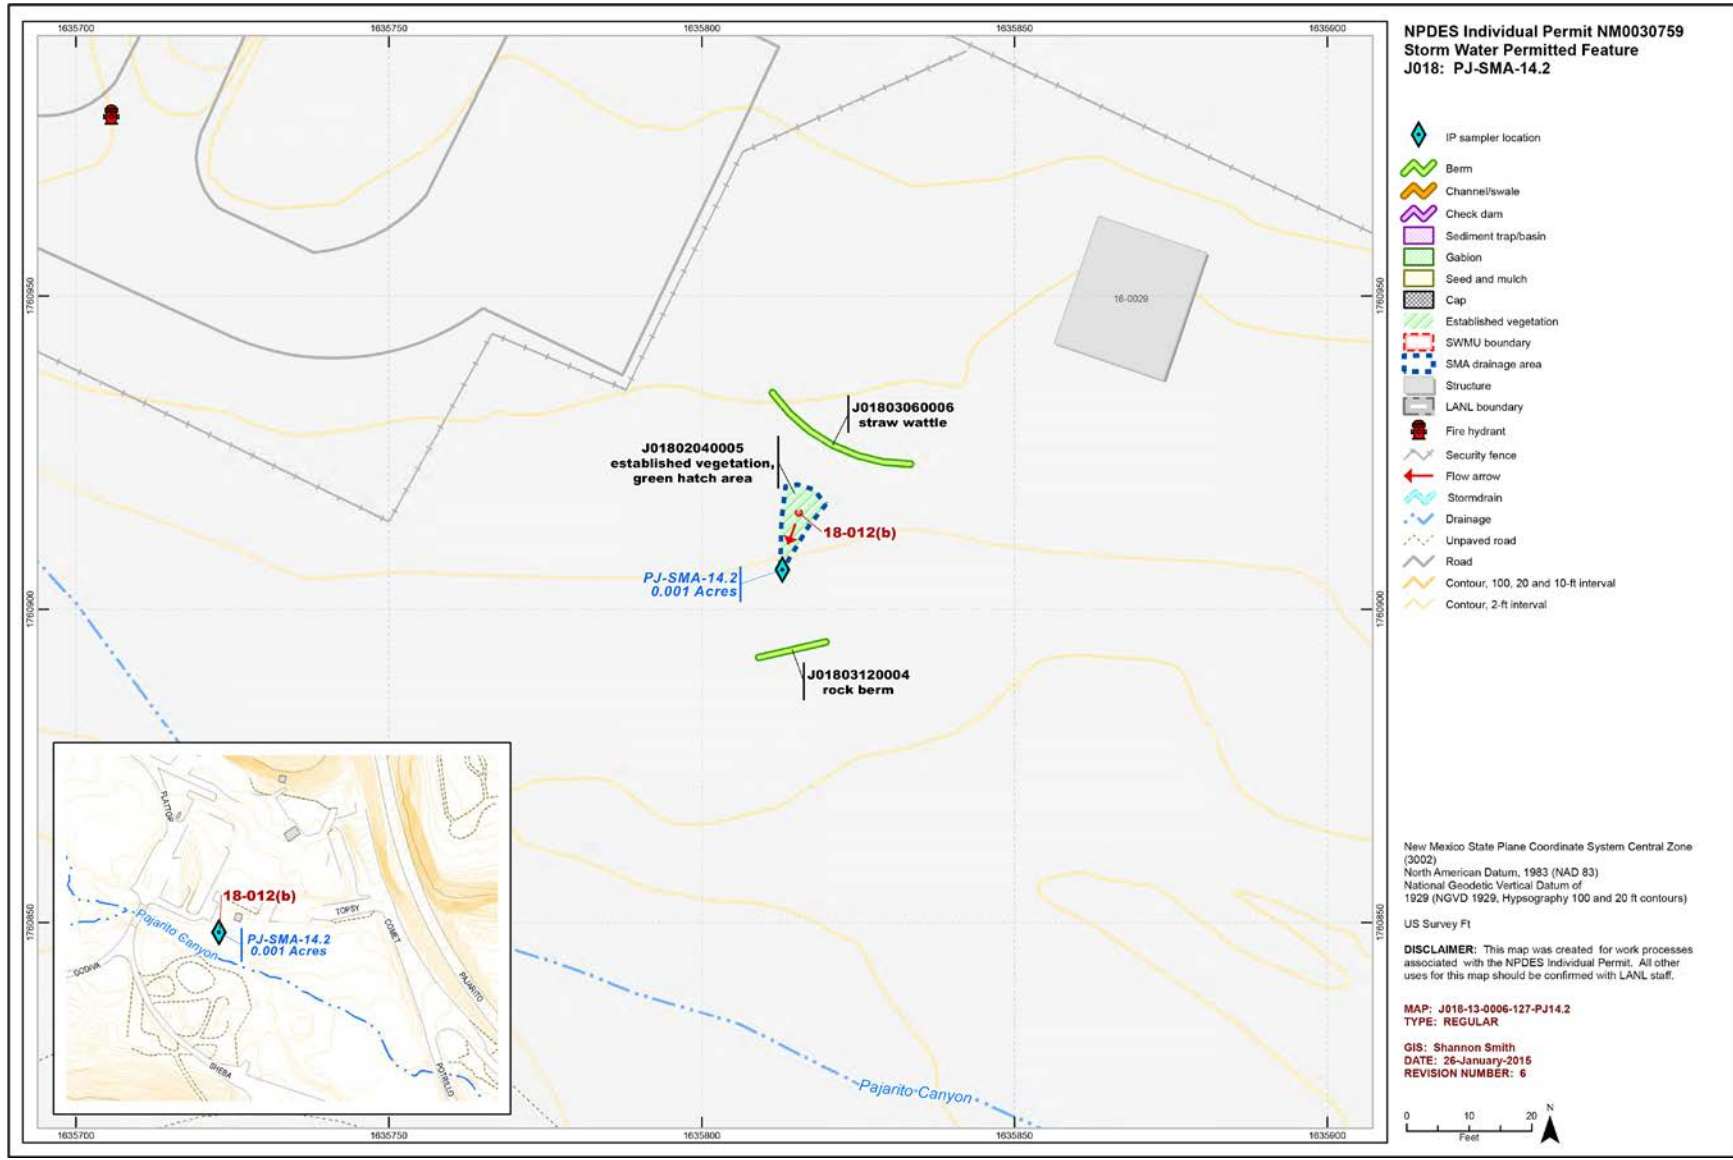 1635700
1635750
1635800
1635850
1635900
1760950
1760900
1760850
1760950
1760900
1760850
18-0029
J01803060006
straw wattle
J01802040005
established vegetation,
green hatch area
18-012(b)
PJ-SMA-14.2
0.001 Acres
J01803120004
rock berm
Pajarito Canyon
FLATTOP
18-012(b)
Pajarito Canyon
PJ-SMA-14.2
0.001 Acres
TOPSY
COMET
PAJARITO
GODIVA
SHEBA
POTRILLO
1635700
1635750
1635800
1635850
1635900
NPDES Individual Permit NM0030759
Storm Water Permitted Feature
J018: PJ-SMA-14.2
IP sampler location
Berm
Channel/swale
Check dam
Sediment trap/basin
Gabion
Seed and mulch
Cap
Established vegetation
SWMU boundary
SMA drainage area
Structure
LANL boundary
Fire hydrant
Security fence
Flow arrow
Stormdrain
Drainage
Unpaved road
Road
Contour, 100, 20 and 10-ft interval
Contour, 2-ft interval
New Mexico State Plane Coordinate System Central Zone
(3002)
North American Datum, 1983 (NAD 83)
National Geodetic Vertical Datum of
1929 (NGVD 1929, Hypsography 100 and 20 ft contours)
US Survey Ft
DISCLAIMER: This map was created for work processes
associated with the NPDES Individual Permit. All other
uses for this map should be confirmed with LANL staff.
MAP: J018-13-0006-127-PJ14.2
TYPE: REGULAR
GIS: Shannon Smith
DATE: 26-January-2015
REVISION NUMBER: 6
0 10 20
Feet
N